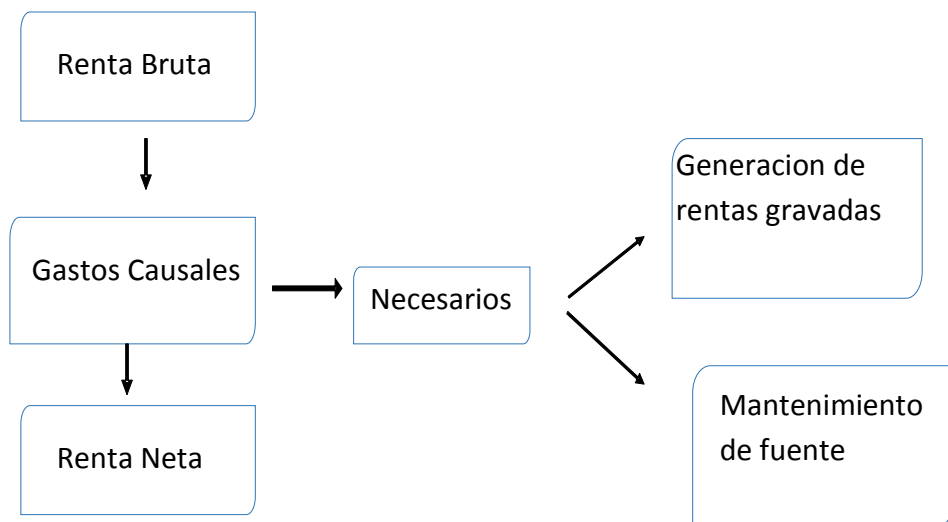 Renta Bruta
Gastos Causales
Renta Neta
Necesarios
Generacion de
rentas gravadas
Mantenimiento
de fuente